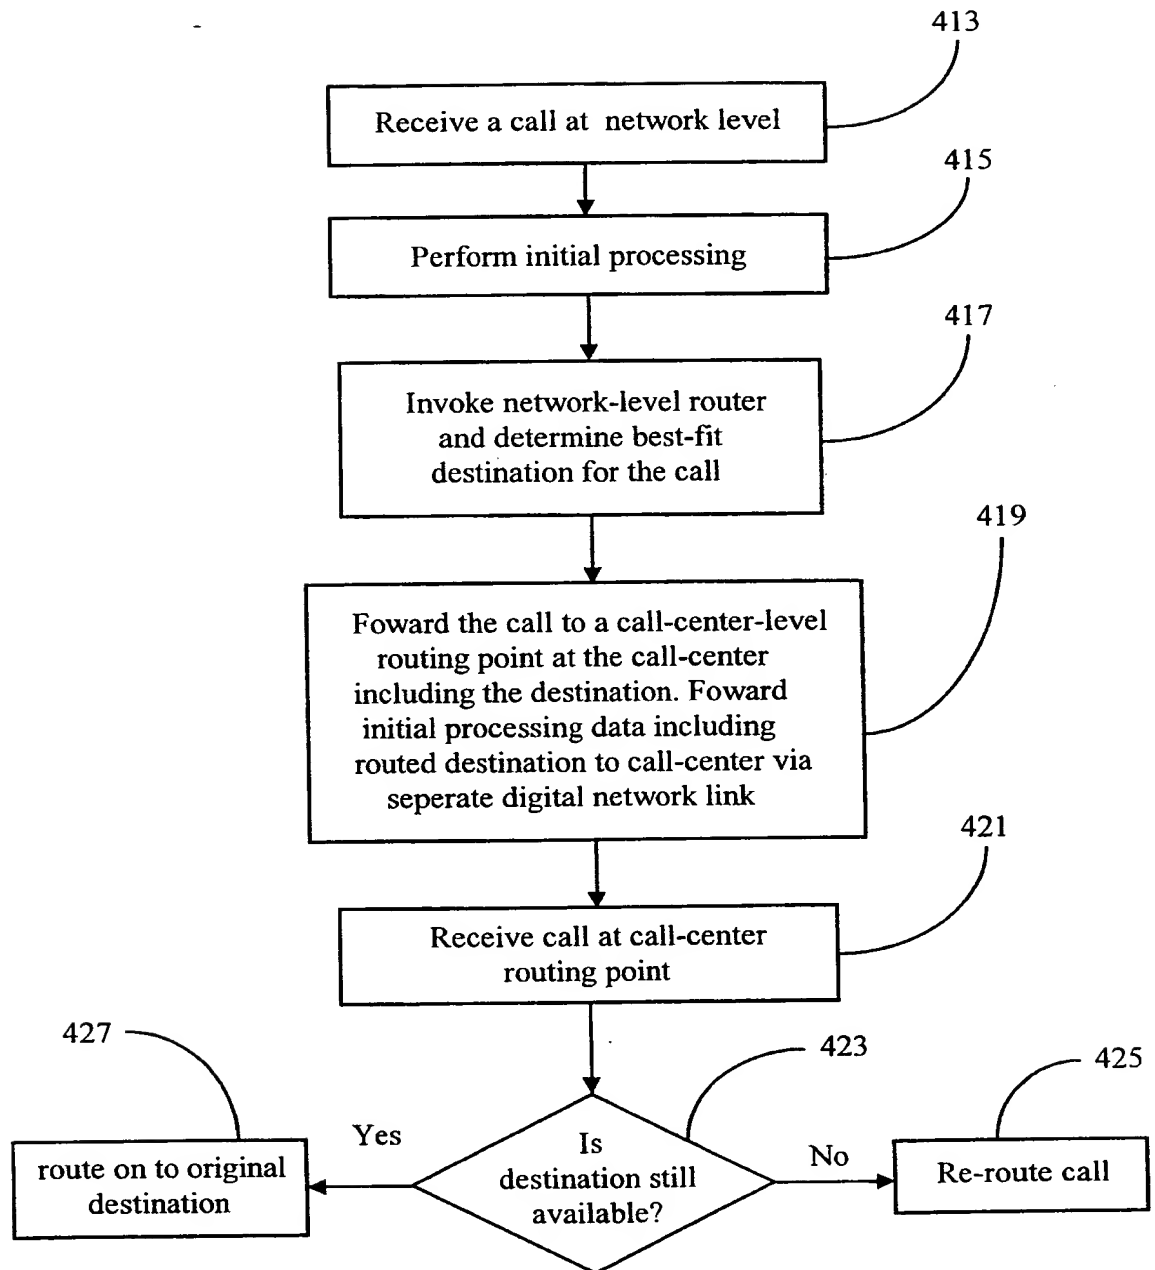 413
Receive a call at network level
415
Perform initial processing
417
Invoke network-level router
and determine best-fit
destination for the call
419
Foward the call to a call-center-level
routing point at the call-center
including the destination. Foward
initial processing data including
routed destination to call-center via
seperate digital network link
421
Receive call at call-center
routing point
427
423
425
Yes
Is
destination still
available?
No
route on to original
destination
Re-route call